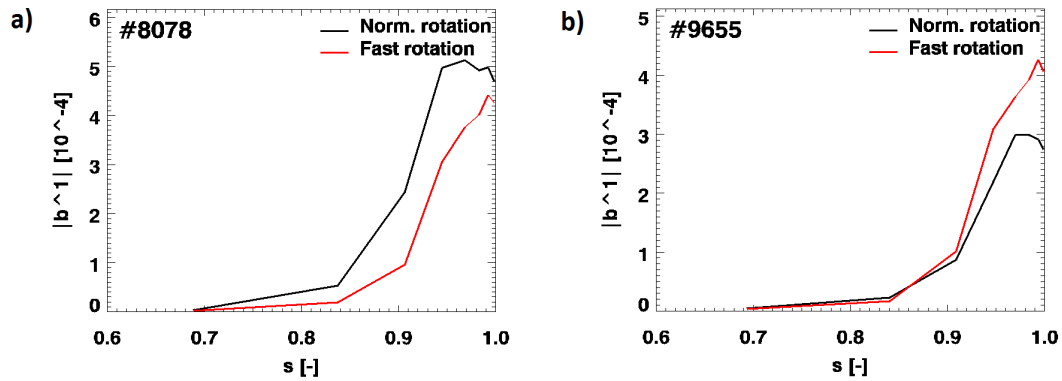 a)
#8078
Norm. rotation
Fast rotation
|b^1| [10^-4]
6
5
4
3
2
1
0
0.6 0.7 0.8 0.9 1.0
s [-]
b)
#9655
Norm. rotation
Fast rotation
|b^1| [10^-4]
5
4
3
2
1
0
0.6 0.7 0.8 0.9 1.0
s [-]